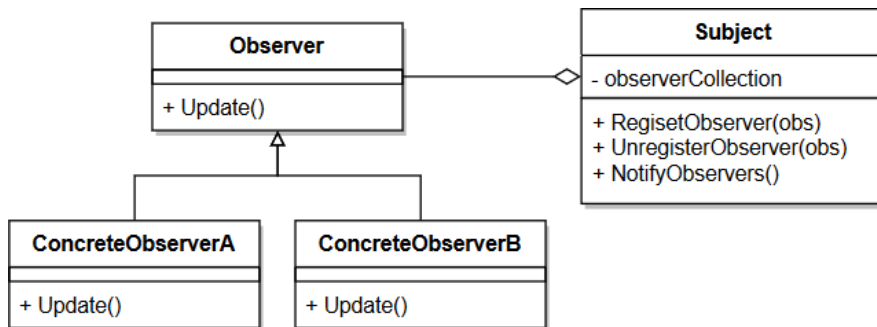 Observer
+ Update()
Subject
- observerCollection
+ RegisetObserver(obs)
+ UnregisterObserver(obs)
+ NotifyObservers()
ConcreteObserverA
+ Update()
ConcreteObserverB
+ Update()